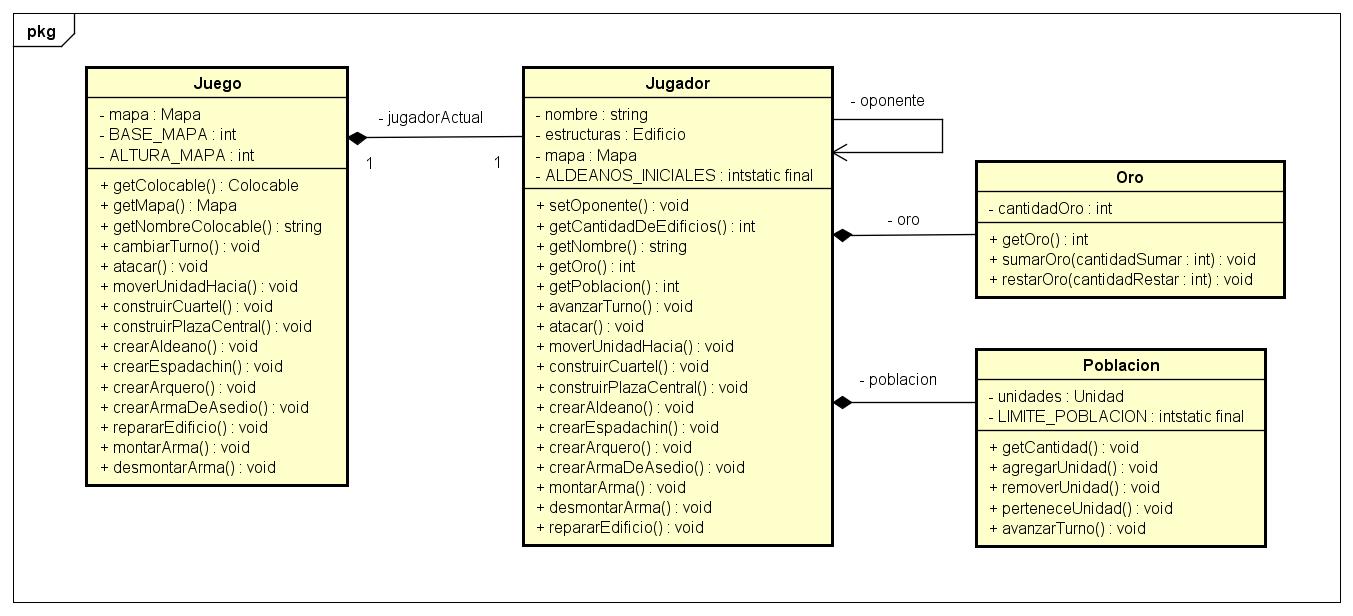 pkg
Juego
- mapa : Mapa
- BASE_MAPA : int
- ALTURA_MAPA : int
+ getColocable() : Colocable
+ getMapa() : Mapa
+ getNombreColocable() : string
+ cambiarTurno() : void
+ atacar() : void
+ moverUnidadHacia() : void
+ construirCuartel() : void
+ construirPlazaCentral() : void
+ crearAldeano() : void
+ crearEspadachin() : void
+ crearArquero() : void
+ crearArmaDeAsedio() : void
+ repararEdificio() : void
+ montarArma() : void
+ desmontarArma() : void
- jugadorActual
1
1
Jugador
- nombre : string
- estructuras : Edificio
- mapa : Mapa
- ALDEANOS_INICIALES : intstatic final
+ setOponente() : void
+ getCantidadDeEdificios() : int
+ getNombre() : string
+ getOro() : int
+ getPoblacion() : int
+ avanzarTurno() : void
+ atacar() : void
+ moverUnidadHacia() : void
+ construirCuartel() : void
+ construirPlazaCentral() : void
+ crearAldeano() : void
+ crearEspadachin() : void
+ crearArquero() : void
+ crearArmaDeAsedio() : void
+ montarArma() : void
+ desmontarArma() : void
+ repararEdificio() : void
- oponente
- oro
Oro
- cantidadOro : int
+ getOro() : int
+ sumarOro(cantidadSumar : int) : void
+ restarOro(cantidadRestar : int) : void
- poblacion
Poblacion
- unidades : Unidad
- LIMITE_POBLACION : intstatic final
+ getCantidad() : void
+ agregarUnidad() : void
+ removerUnidad() : void
+ perteneceUnidad() : void
+ avanzarTurno() : void